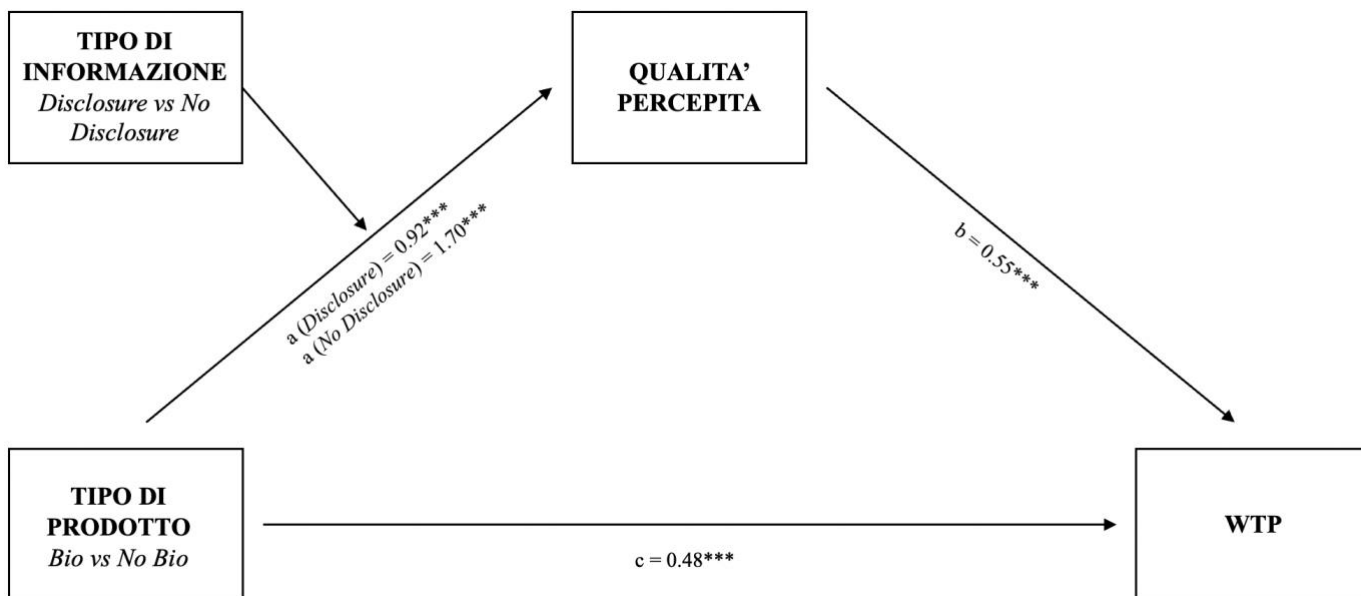 TIPO DI
INFORMAZIONE
Disclosure vs No
Disclosure
QUALITA’
PERCEPITA
a (Disclosure) = 0.92***
a (No Disclosure) = 1.70***
b = 0.55***
TIPO DI
PRODOTTO
Bio vs No Bio
c = 0.48***
WTP